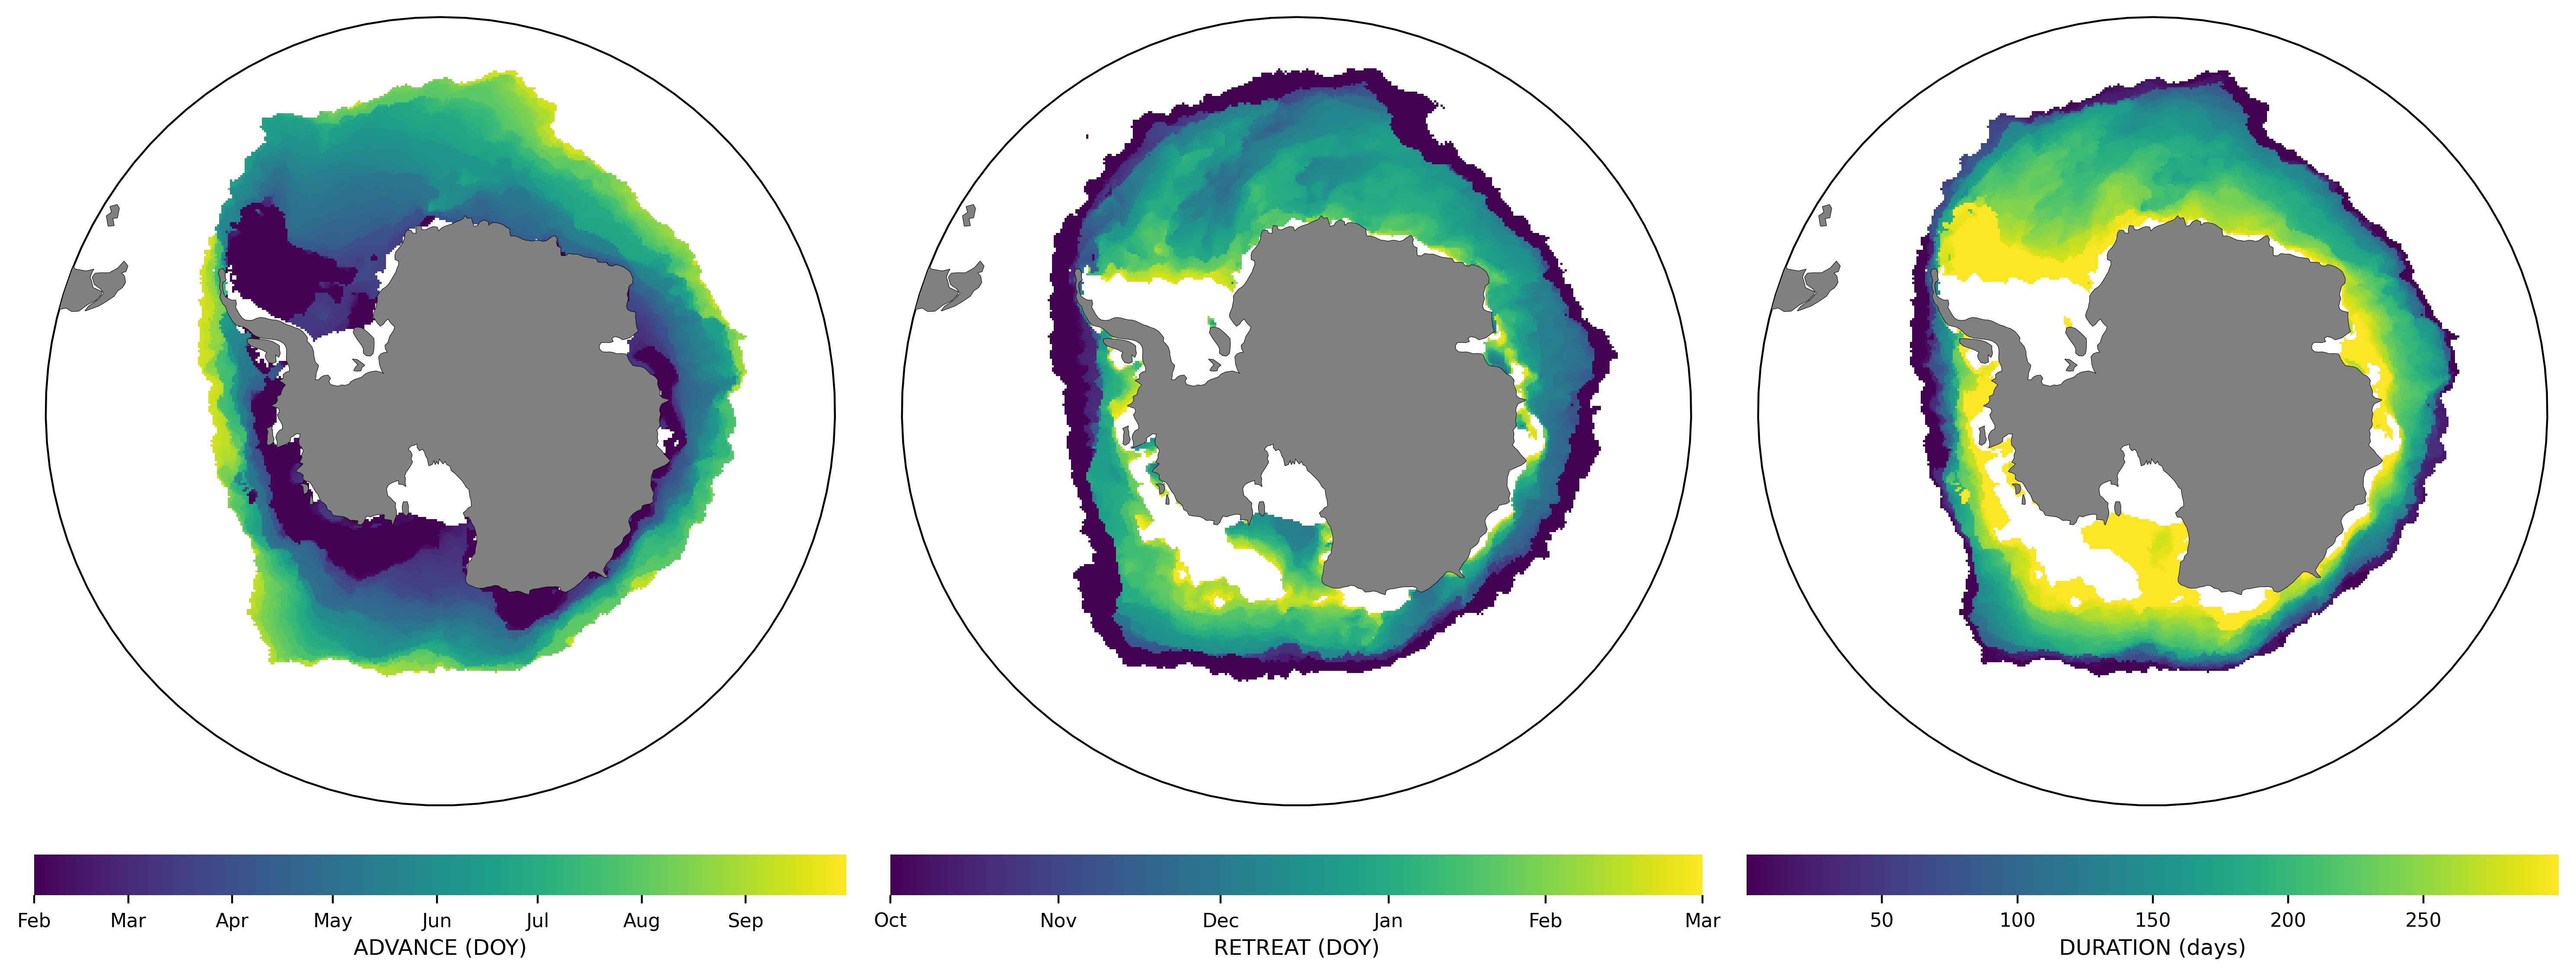 Feb Mar Apr May Jun Jul Aug Sep
ADVANCE (DOY)
Oct Nov Dec Jan Feb Mar
RETREAT (DOY)
50 100 150 200 250
DURATION (days)